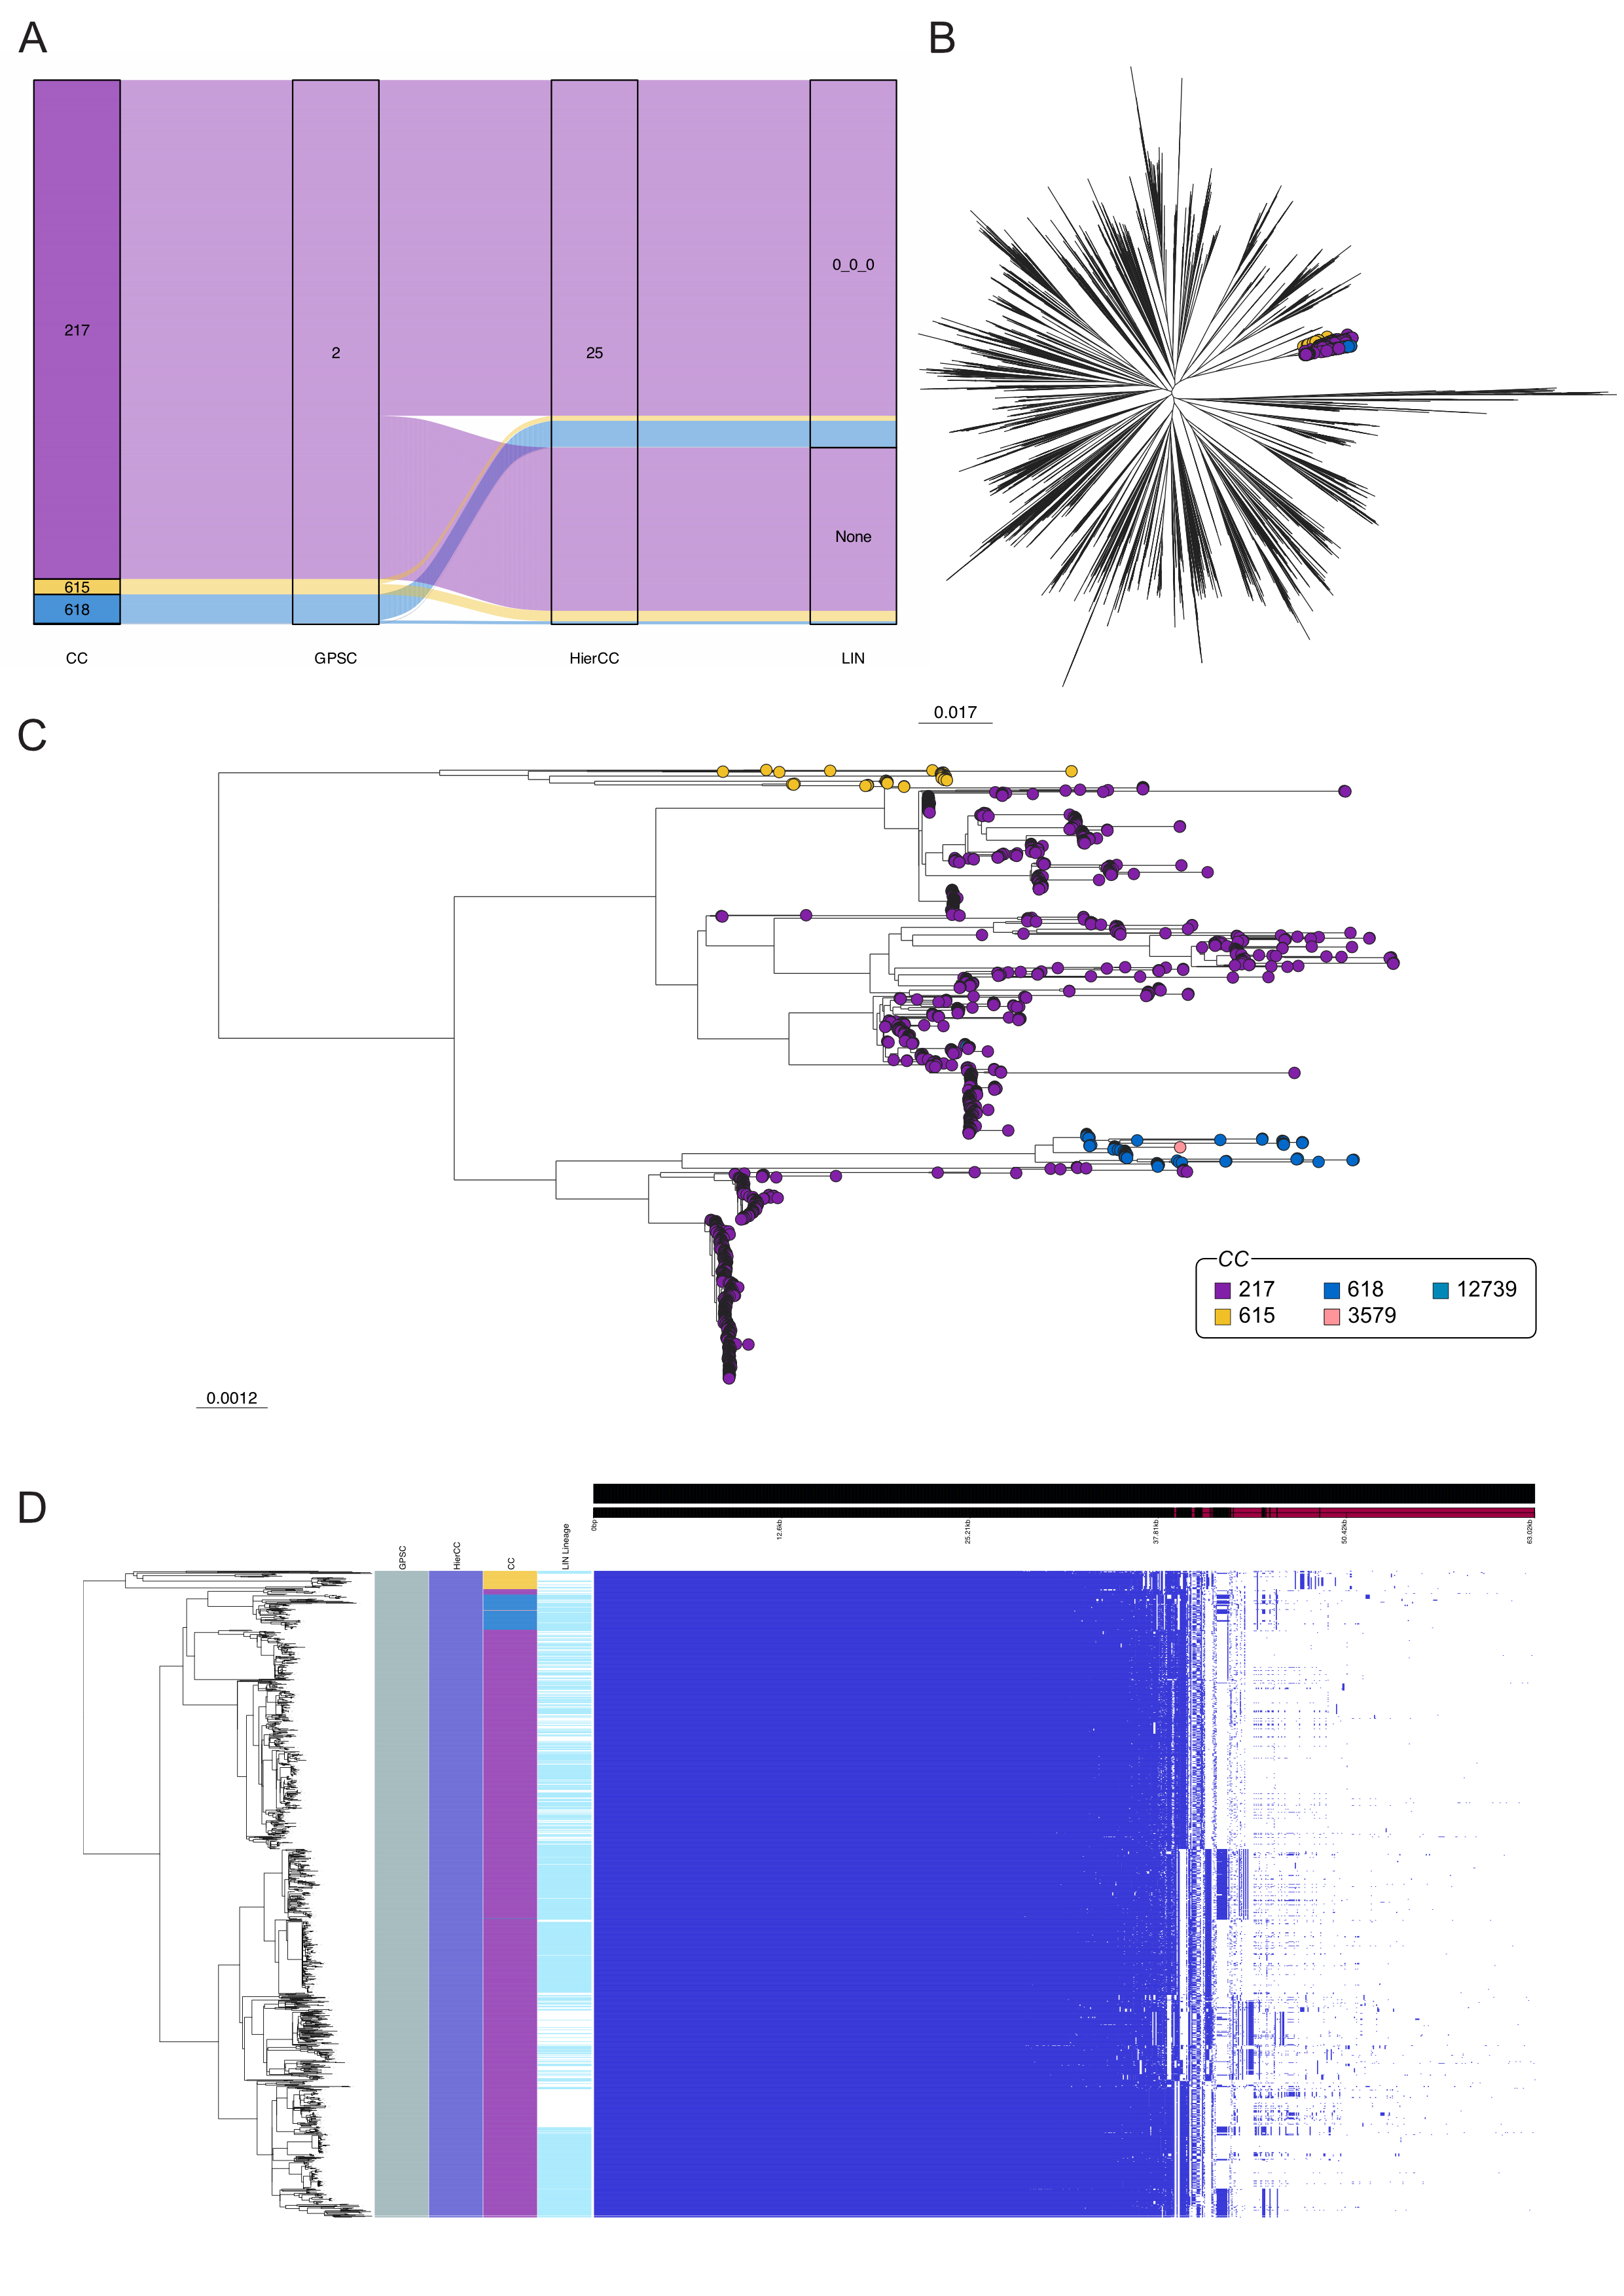 A
B
217
615
618
2
25
0_0_0
None
CC
GPSC
HierCC
LIN
0.017
C
CC
217
618
12739
615
3579
0.0012
D
0bp
12.6kb
25.21kb
37.81kb
50.42kb
63.02kb
GPSC
HierCC
CC
LIN Lineage